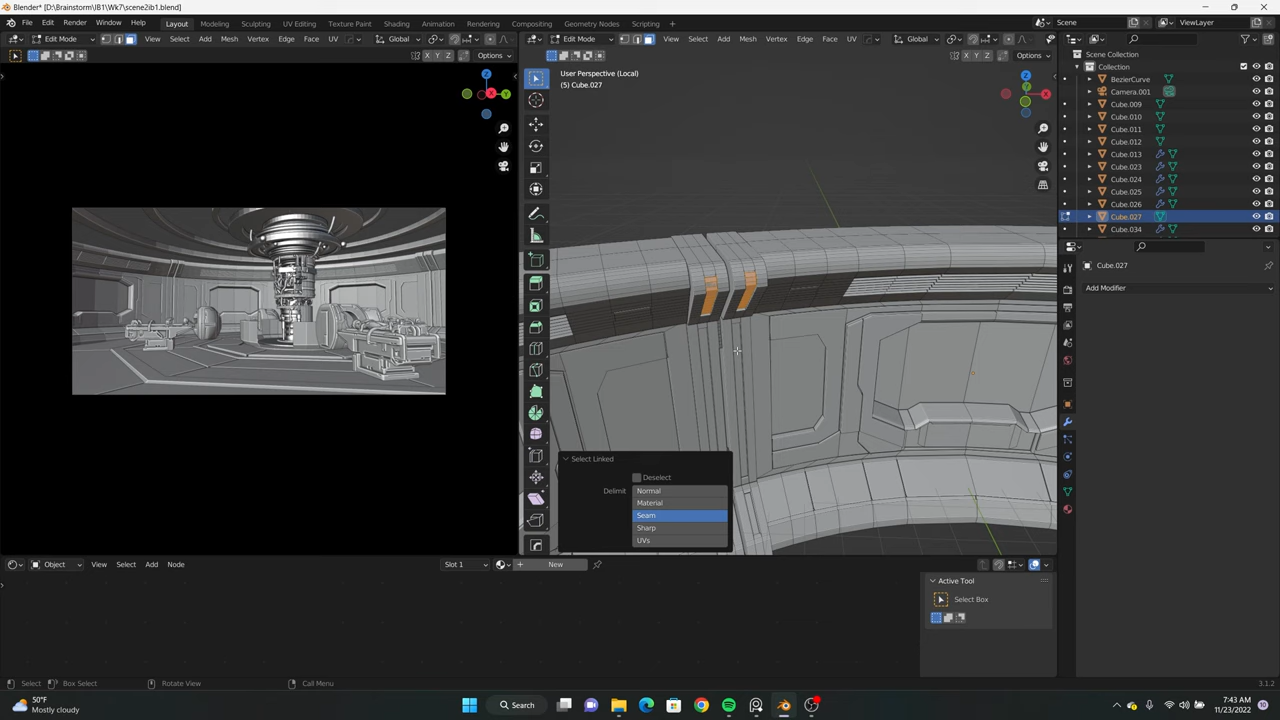 Blender* [D:\Brainstorm\IB1\Wk7\scene2ib1.blend]
File Edit Render Window Help Layout Modeling Sculpting UV Editing Texture Paint Shading Animation Rendering Compositing Geometry Nodes Scripting + Scene ViewLayer
Edit Mode View Select Add Mesh Vertex Edge Face UV Global
Options
X Y Z
Edit Mode View Select Add Mesh Vertex Edge Face UV Global
Options
X Y Z
User Perspective (Local)
(5) Cube.027
Z
X
Y
Z
X
Y
Select Linked
Deselect
Delimit Normal
Material
Seam
Sharp
UVs
Scene Collection
Collection
BezierCurve
Camera.001
Cube.009
Cube.010
Cube.011
Cube.012
Cube.013
Cube.023
Cube.024
Cube.025
Cube.026
Cube.027
Cube.034
Cube.027
Add Modifier
Object View Select Add Node Slot 1 New
Active Tool
Select Box
Select Box Select Rotate View Call Menu 3.1.2
50°F
Mostly cloudy
Search
7:43 AM
11/23/2022